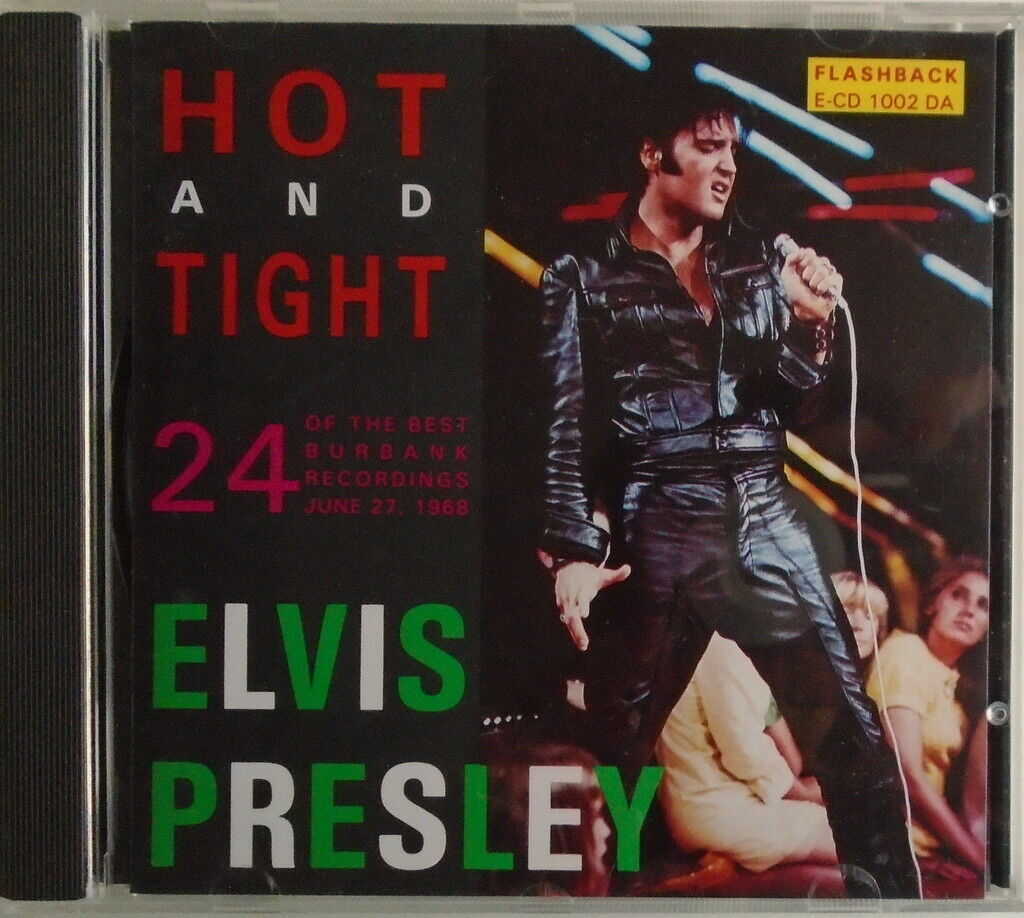 HOT
AND
TIGHT
24
OF THE BEST
BURBANK
RECORDINGS
JUNE 27, 1968
ELVIS
PRESLEY
FLASHBACK
E-CD 1002 DA